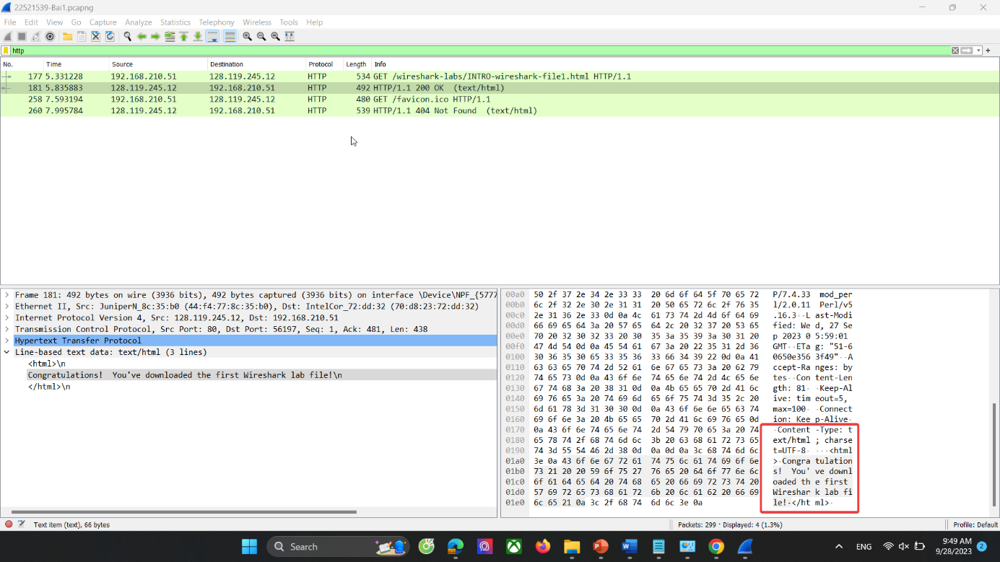 22521539-Bai1.pcapng
File Edit View Go Capture Analyze Statistics Telephony Wireless Tools Help
http
No. Time Source Destination Protocol Length Info
177 5.331228 192.168.210.51 128.119.245.12 HTTP 534 GET /wireshark-labs/INTRO-wireshark-file1.html HTTP/1.1
181 5.835883 128.119.245.12 192.168.210.51 HTTP 492 HTTP/1.1 200 OK (text/html)
258 7.593194 192.168.210.51 128.119.245.12 HTTP 480 GET /favicon.ico HTTP/1.1
260 7.995784 128.119.245.12 192.168.210.51 HTTP 539 HTTP/1.1 404 Not Found (text/html)
Frame 181: 492 bytes on wire (3936 bits), 492 bytes captured (3936 bits) on interface \Device\NPF_{5777
Ethernet II, Src: JuniperN_8c:35:b0 (44:f4:77:8c:35:b0), Dst: IntelCor_72:dd:32 (70:d8:23:72:dd:32)
Internet Protocol Version 4, Src: 128.119.245.12, Dst: 192.168.210.51
Transmission Control Protocol, Src Port: 80, Dst Port: 56197, Seq: 1, Ack: 481, Len: 438
Hypertext Transfer Protocol
Line-based text data: text/html (3 lines)
<html>\n
Congratulations!  You've downloaded the first Wireshark lab file!\n
</html>\n
00a0 50 2f 37 2e 34 2e 33 33 20 6d 6f 64 5f 70 65 72 P/7.4.33 mod_per
00b0 6c 2f 32 2e 30 2e 31 31 20 50 65 72 6c 2f 76 35 l/2.0.11 Perl/v5
00c0 2e 31 36 2e 33 0d 0a 4c 61 73 74 2d 4d 6f 64 69 .16.3··L ast-Modi
00d0 66 69 65 64 3a 20 57 65 64 2c 20 32 37 20 53 65 fied: We d, 27 Se
00e0 70 20 32 30 32 33 20 30 35 3a 35 39 3a 30 31 20 p 2023 0 5:59:01
00f0 47 4d 54 0d 0a 45 54 61 67 3a 20 22 35 31 2d 36 GMT··ETa g: "51-6
0100 30 36 35 30 65 33 35 36 33 66 34 39 22 0d 0a 41 0650e356 3f49"··A
0110 63 63 65 70 74 2d 52 61 6e 67 65 73 3a 20 62 79 ccept-Ra nges: by
0120 74 65 73 0d 0a 43 6f 6e 74 65 6e 74 2d 4c 65 6e tes··Con tent-Len
0130 67 74 68 3a 20 38 31 0d 0a 4b 65 65 70 2d 41 6c gth: 81· ·Keep-Al
0140 69 76 65 3a 20 74 69 6d 65 6f 75 74 3d 35 2c 20 ive: tim eout=5,
0150 6d 61 78 3d 31 30 30 0d 0a 43 6f 6e 6e 65 63 74 max=100· ·Connect
0160 69 6f 6e 3a 20 4b 65 65 70 2d 41 6c 69 76 65 0d ion: Kee p-Alive·
0170 0a 43 6f 6e 74 65 6e 74 2d 54 79 70 65 3a 20 74 ·Content -Type: t
0180 65 78 74 2f 68 74 6d 6c 3b 20 63 68 61 72 73 65 ext/html ; charse
0190 74 3d 55 54 46 2d 38 0d 0a 0d 0a 3c 68 74 6d 6c t=UTF-8· ···<html
01a0 3e 0a 43 6f 6e 67 72 61 74 75 6c 61 74 69 6f 6e >·Congra tulation
01b0 73 21 20 20 59 6f 75 27 76 65 20 64 6f 77 6e 6c s!  You' ve downl
01c0 6f 61 64 65 64 20 74 68 65 20 66 69 72 73 74 20 oaded th e first
01d0 57 69 72 65 73 68 61 72 6b 20 6c 61 62 20 66 69 Wireshar k lab fi
01e0 6c 65 21 0a 3c 2f 68 74 6d 6c 3e 0a le!·</ht ml>·
Text item (text), 66 bytes
Packets: 299 · Displayed: 4 (1.3%)
Profile: Default
Search
ENG
9:49 AM
9/28/2023
2